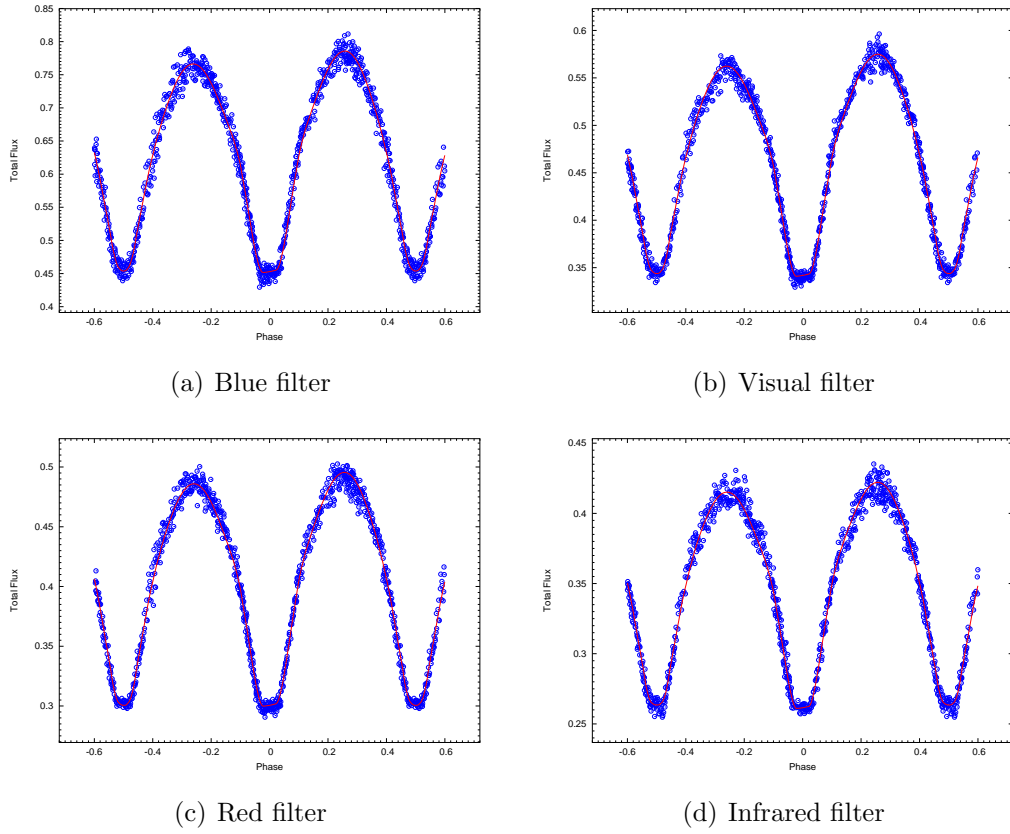 0.85
0.8
0.75
0.7
0.65
0.6
0.55
0.5
0.45
0.4
Total Flux
-0.6 -0.4 -0.2 0 0.2 0.4 0.6
Phase
(a) Blue filter
0.6
0.55
0.5
0.45
0.4
0.35
Total Flux
-0.6 -0.4 -0.2 0 0.2 0.4 0.6
Phase
(b) Visual filter
0.5
0.45
0.4
0.35
0.3
Total Flux
-0.6 -0.4 -0.2 0 0.2 0.4 0.6
Phase
(c) Red filter
0.45
0.4
0.35
0.3
0.25
Total Flux
-0.6 -0.4 -0.2 0 0.2 0.4 0.6
Phase
(d) Infrared filter